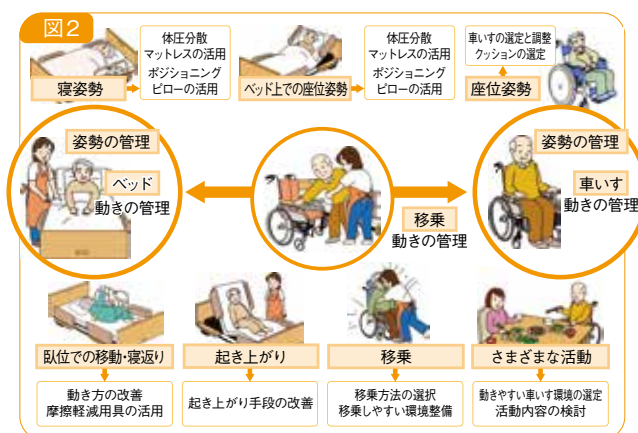 図2
体圧分散
マットレスの活用
ポジショニング
ピローの活用
寝姿勢
体圧分散
マットレスの活用
ポジショニング
ピローの活用
ベッド上での座位姿勢
車いすの選定と調整
クッションの選定
座位姿勢
姿勢の管理
ベッド
動きの管理
移乗
動きの管理
姿勢の管理
車いす
動きの管理
臥位での移動・寝返り
動き方の改善
摩擦軽減用具の活用
起き上がり
起き上がり手段の改善
移乗
移乗方法の選択
移乗しやすい環境整備
さまざまな活動
動きやすい車いす環境の選定
活動内容の検討